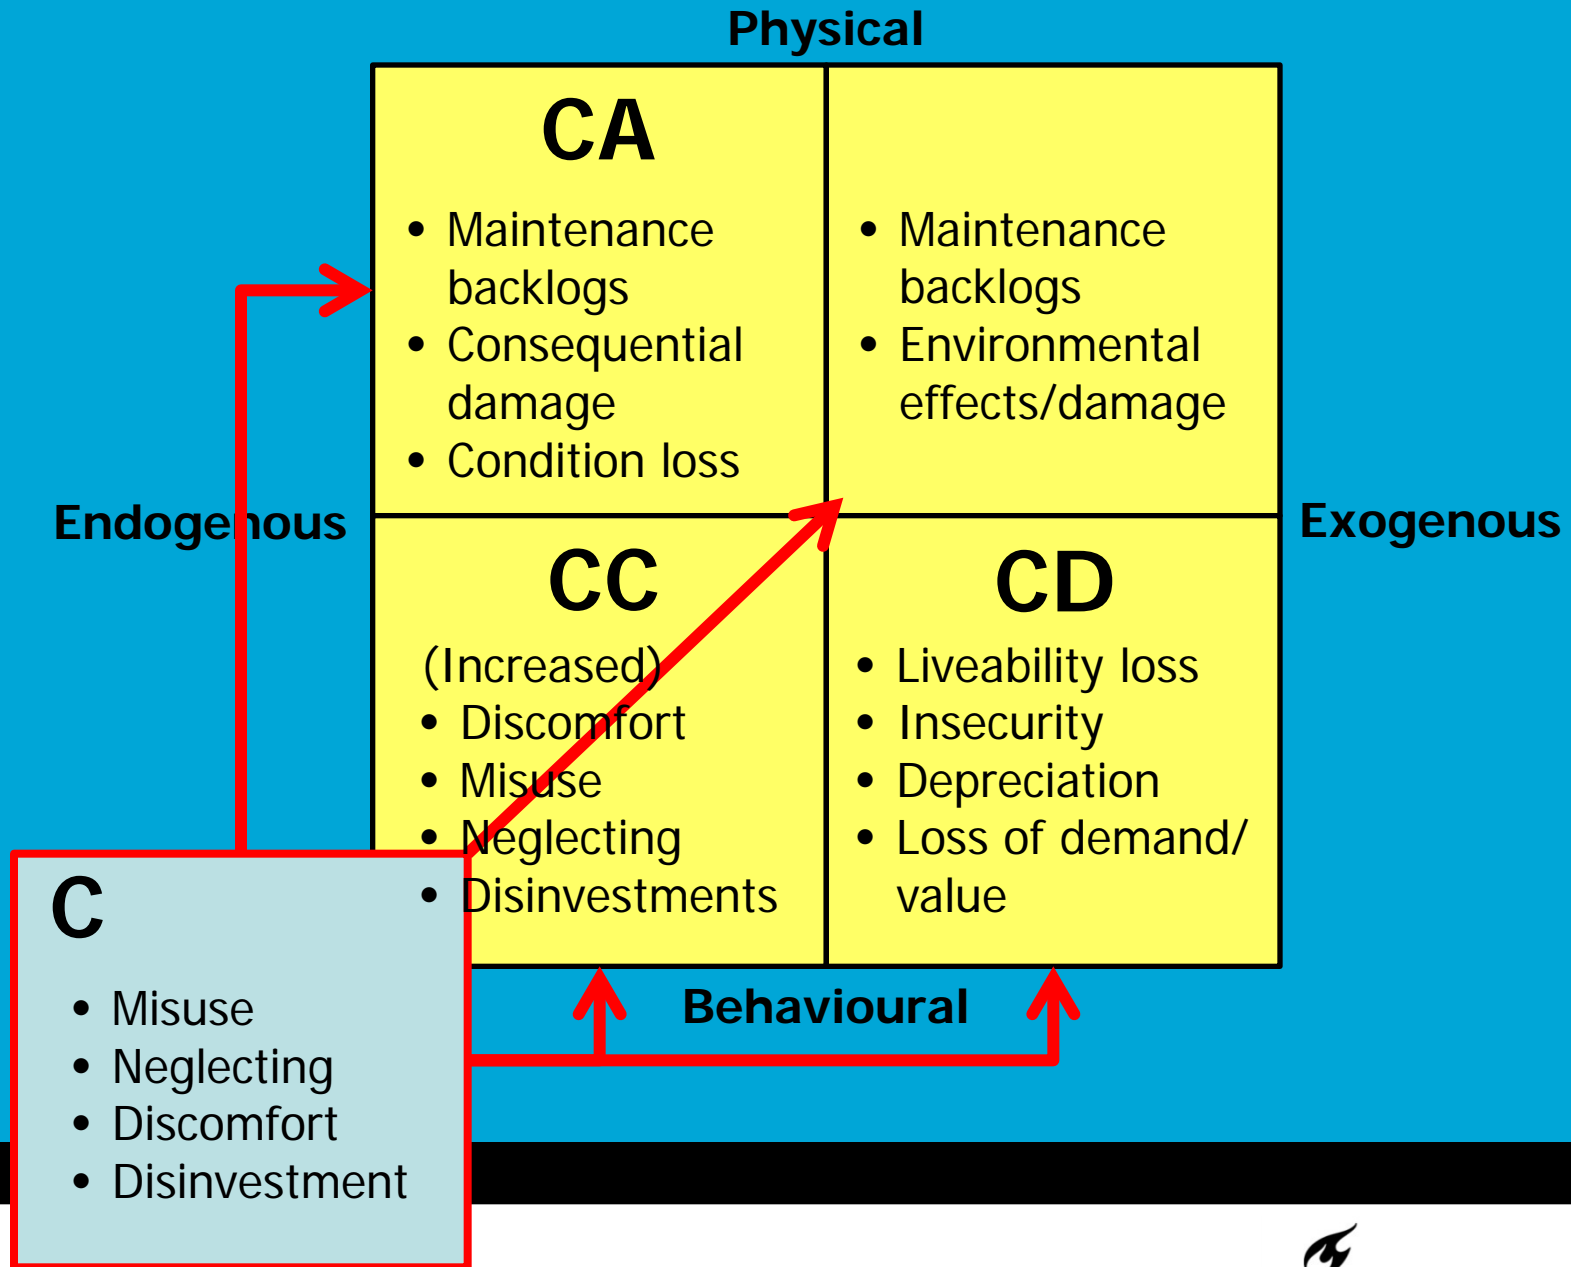 Physical
CA
• Maintenance
backlogs
• Consequential
damage
• Condition loss
• Maintenance
backlogs
• Environmental
effects/damage
Endogenous
Exogenous
CC
(Increased)
• Discomfort
• Misuse
• Neglecting
• Disinvestments
CD
• Liveability loss
• Insecurity
• Depreciation
• Loss of demand/
value
Behavioural
C
• Misuse
• Neglecting
• Discomfort
• Disinvestment